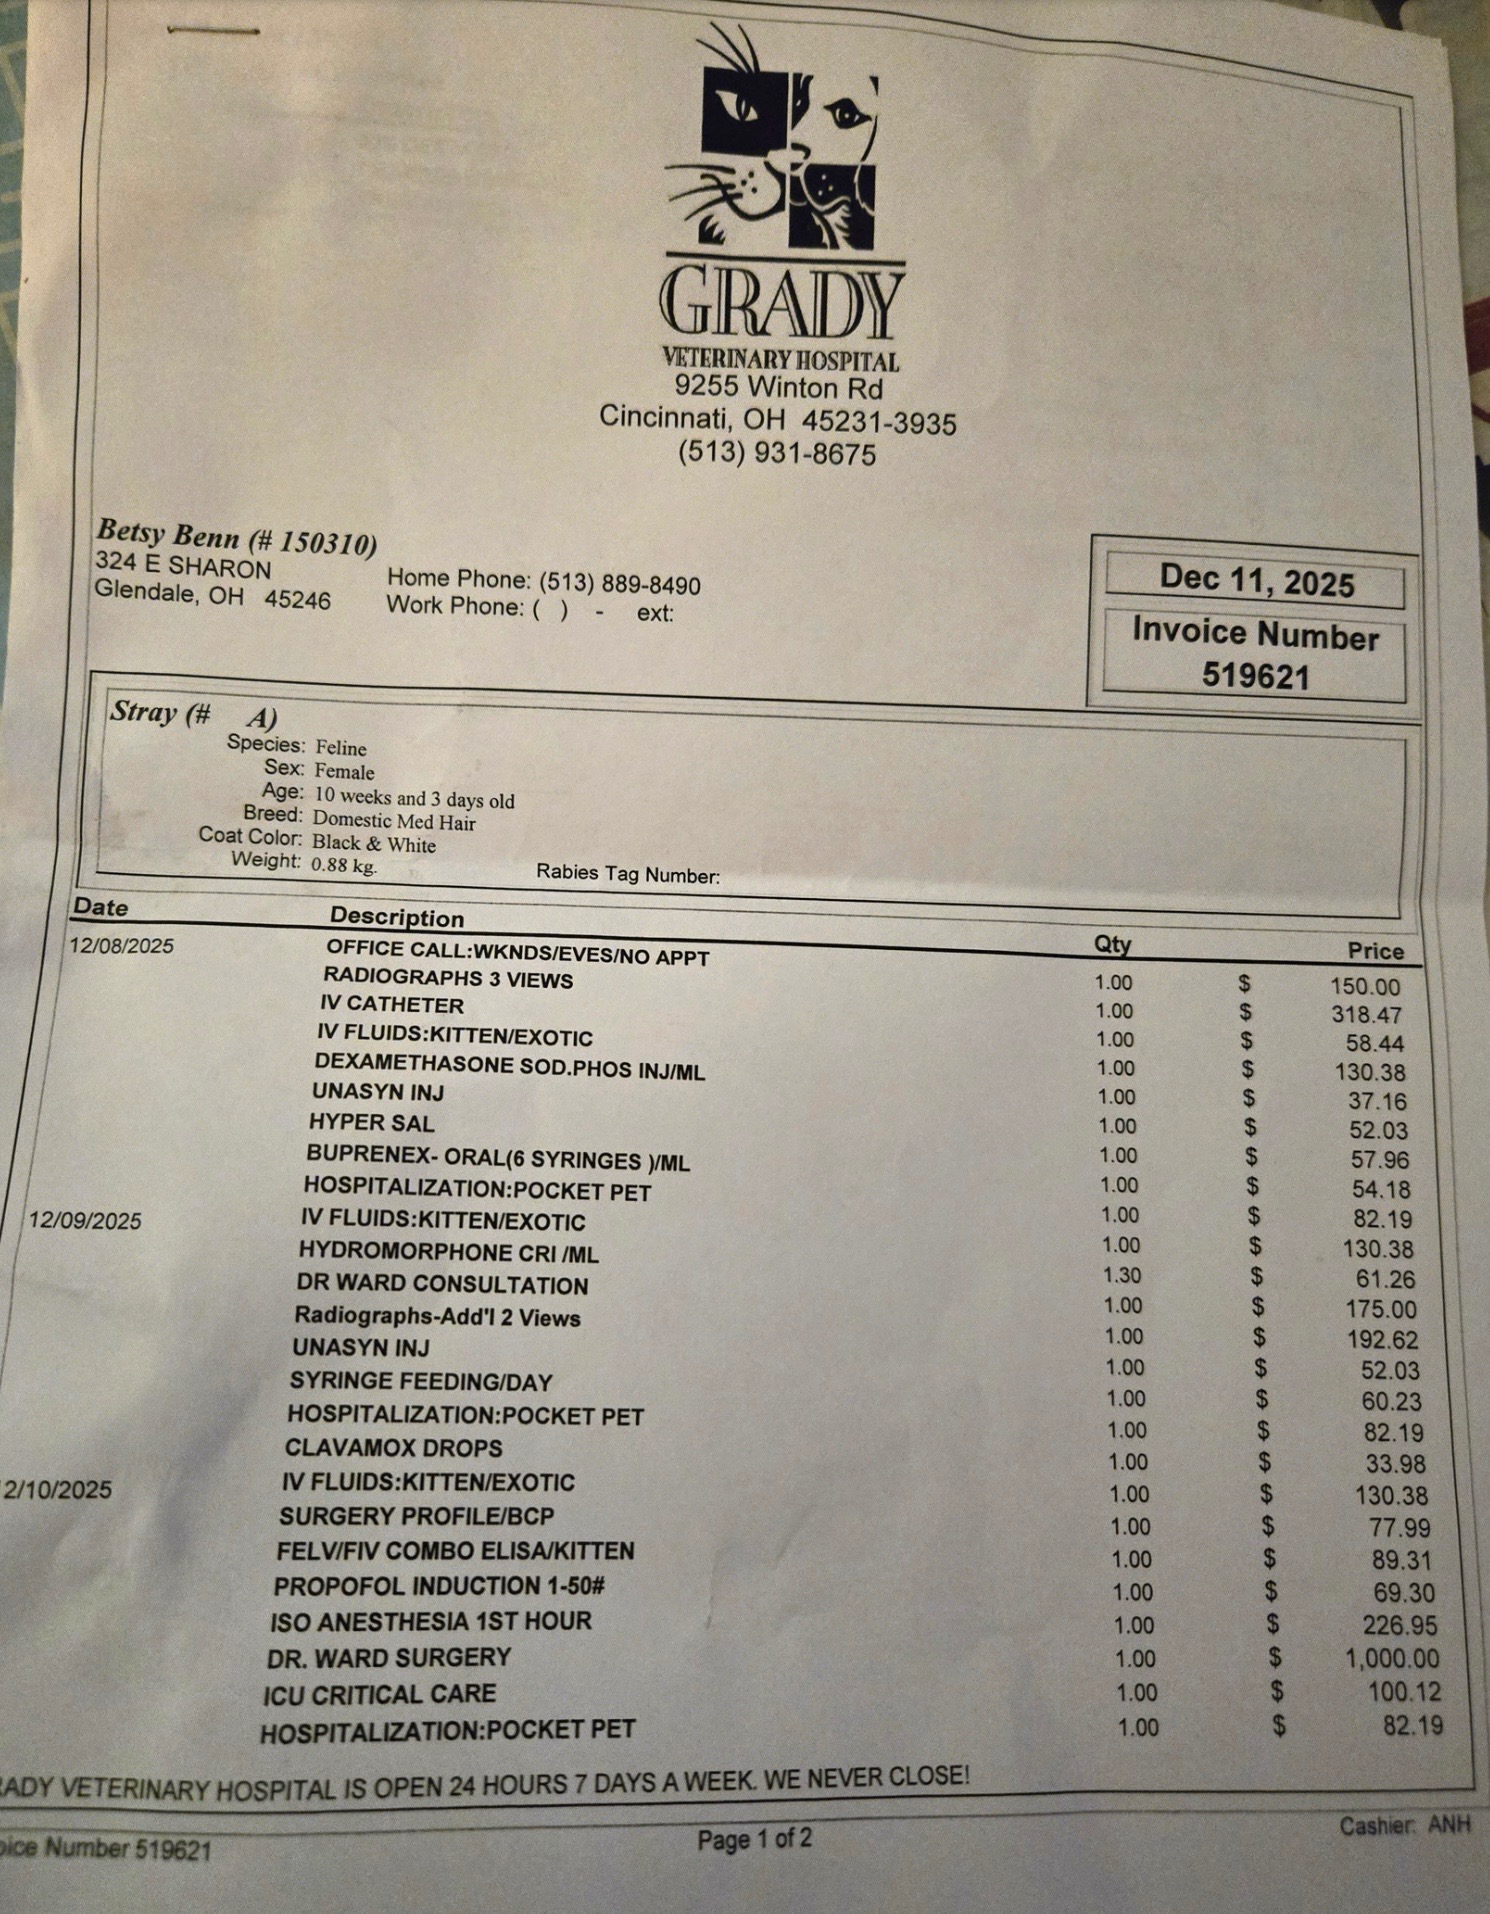 GRADY
VETERINARY HOSPITAL
9255 Winton Rd
Cincinnati, OH 45231-3935
(513) 931-8675
Betsy Benn (# 150310)
324 E SHARON
Glendale, OH 45246
Home Phone: (513) 889-8490
Work Phone: ( ) - ext:
Dec 11, 2025
Invoice Number
519621
Stray (# A)
Species: Feline
Sex: Female
Age: 10 weeks and 3 days old
Breed: Domestic Med Hair
Coat Color: Black & White
Weight: 0.88 kg.
Rabies Tag Number:
Date Description Qty Price
12/08/2025 OFFICE CALL:WKNDS/EVES/NO APPT 1.00 $ 150.00
RADIOGRAPHS 3 VIEWS 1.00 $ 318.47
IV CATHETER 1.00 $ 58.44
IV FLUIDS:KITTEN/EXOTIC 1.00 $ 130.38
DEXAMETHASONE SOD.PHOS INJ/ML 1.00 $ 37.16
UNASYN INJ 1.00 $ 52.03
HYPER SAL 1.00 $ 57.96
BUPRENEX- ORAL(6 SYRINGES )/ML 1.00 $ 54.18
HOSPITALIZATION:POCKET PET 1.00 $ 82.19
12/09/2025 IV FLUIDS:KITTEN/EXOTIC 1.00 $ 130.38
HYDROMORPHONE CRI /ML 1.30 $ 61.26
DR WARD CONSULTATION 1.00 $ 175.00
Radiographs-Add'l 2 Views 1.00 $ 192.62
UNASYN INJ 1.00 $ 52.03
SYRINGE FEEDING/DAY 1.00 $ 60.23
HOSPITALIZATION:POCKET PET 1.00 $ 82.19
CLAVAMOX DROPS 1.00 $ 33.98
2/10/2025 IV FLUIDS:KITTEN/EXOTIC 1.00 $ 130.38
SURGERY PROFILE/BCP 1.00 $ 77.99
FELV/FIV COMBO ELISA/KITTEN 1.00 $ 89.31
PROPOFOL INDUCTION 1-50# 1.00 $ 69.30
ISO ANESTHESIA 1ST HOUR 1.00 $ 226.95
DR. WARD SURGERY 1.00 $ 1,000.00
ICU CRITICAL CARE 1.00 $ 100.12
HOSPITALIZATION:POCKET PET 1.00 $ 82.19
RADY VETERINARY HOSPITAL IS OPEN 24 HOURS 7 DAYS A WEEK. WE NEVER CLOSE!
oice Number 519621 Page 1 of 2 Cashier: ANH